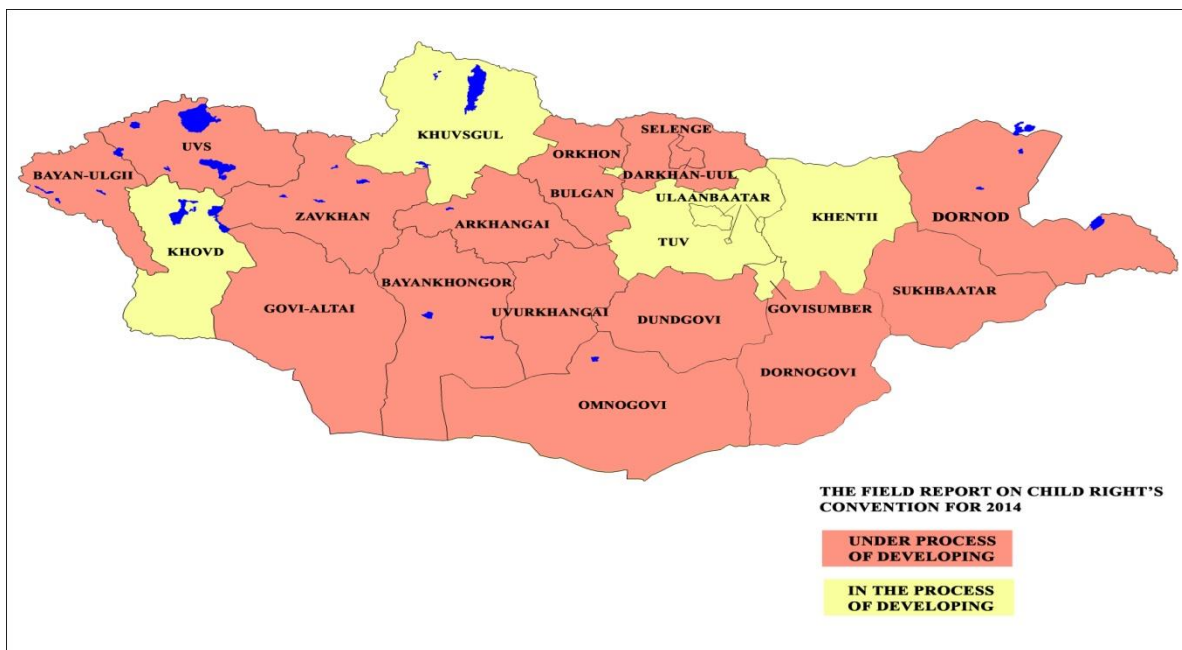 KHUVSGUL
SELENGE
UVS
ORKHON
BAYAN-ULGII
DARKHAN-UUL
BULGAN
ULAANBAATAR
ZAVKHAN
KHENTII
DORNOD
ARKHANGAI
TUV
KHOVD
BAYANKHONGOR
SUKHBAATAR
GOVI-ALTAI
UVURKHANGAI
DUNDGOVI
GOVISUMBER
DORNOGOVI
OMNOGOVI
THE FIELD REPORT ON CHILD RIGHT'S
CONVENTION FOR 2014
UNDER PROCESS
OF DEVELOPING
IN THE PROCESS
OF DEVELOPING